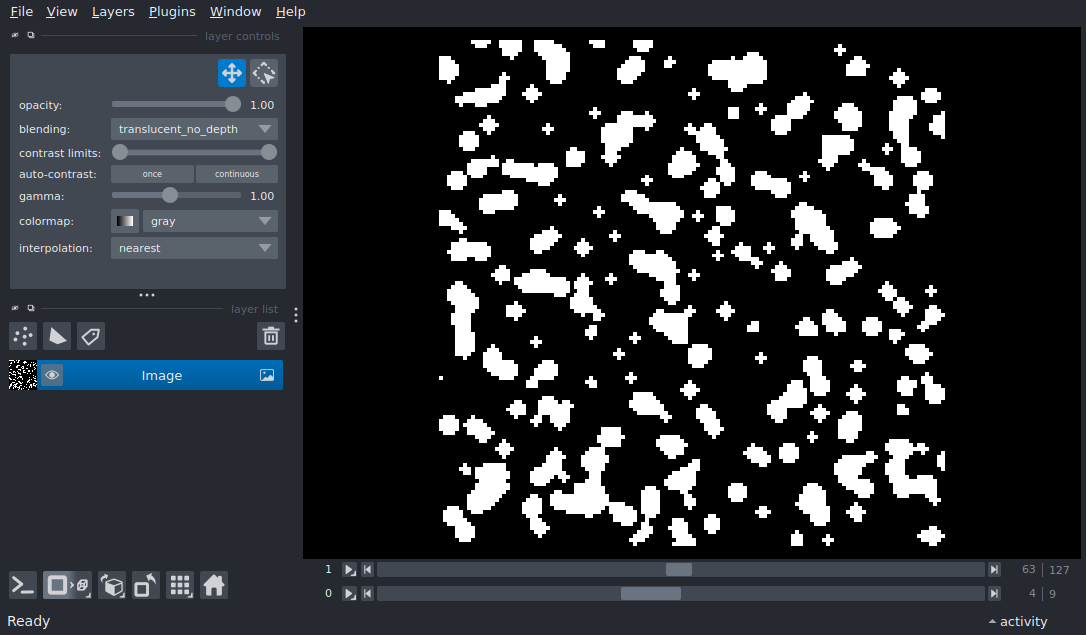 File View Layers Plugins Window Help
layer controls
opacity: 1.00
blending: translucent_no_depth
contrast limits:
auto-contrast: once continuous
gamma: 1.00
colormap: gray
interpolation: nearest
layer list
Image
1 63 127
0 4 9
Ready activity